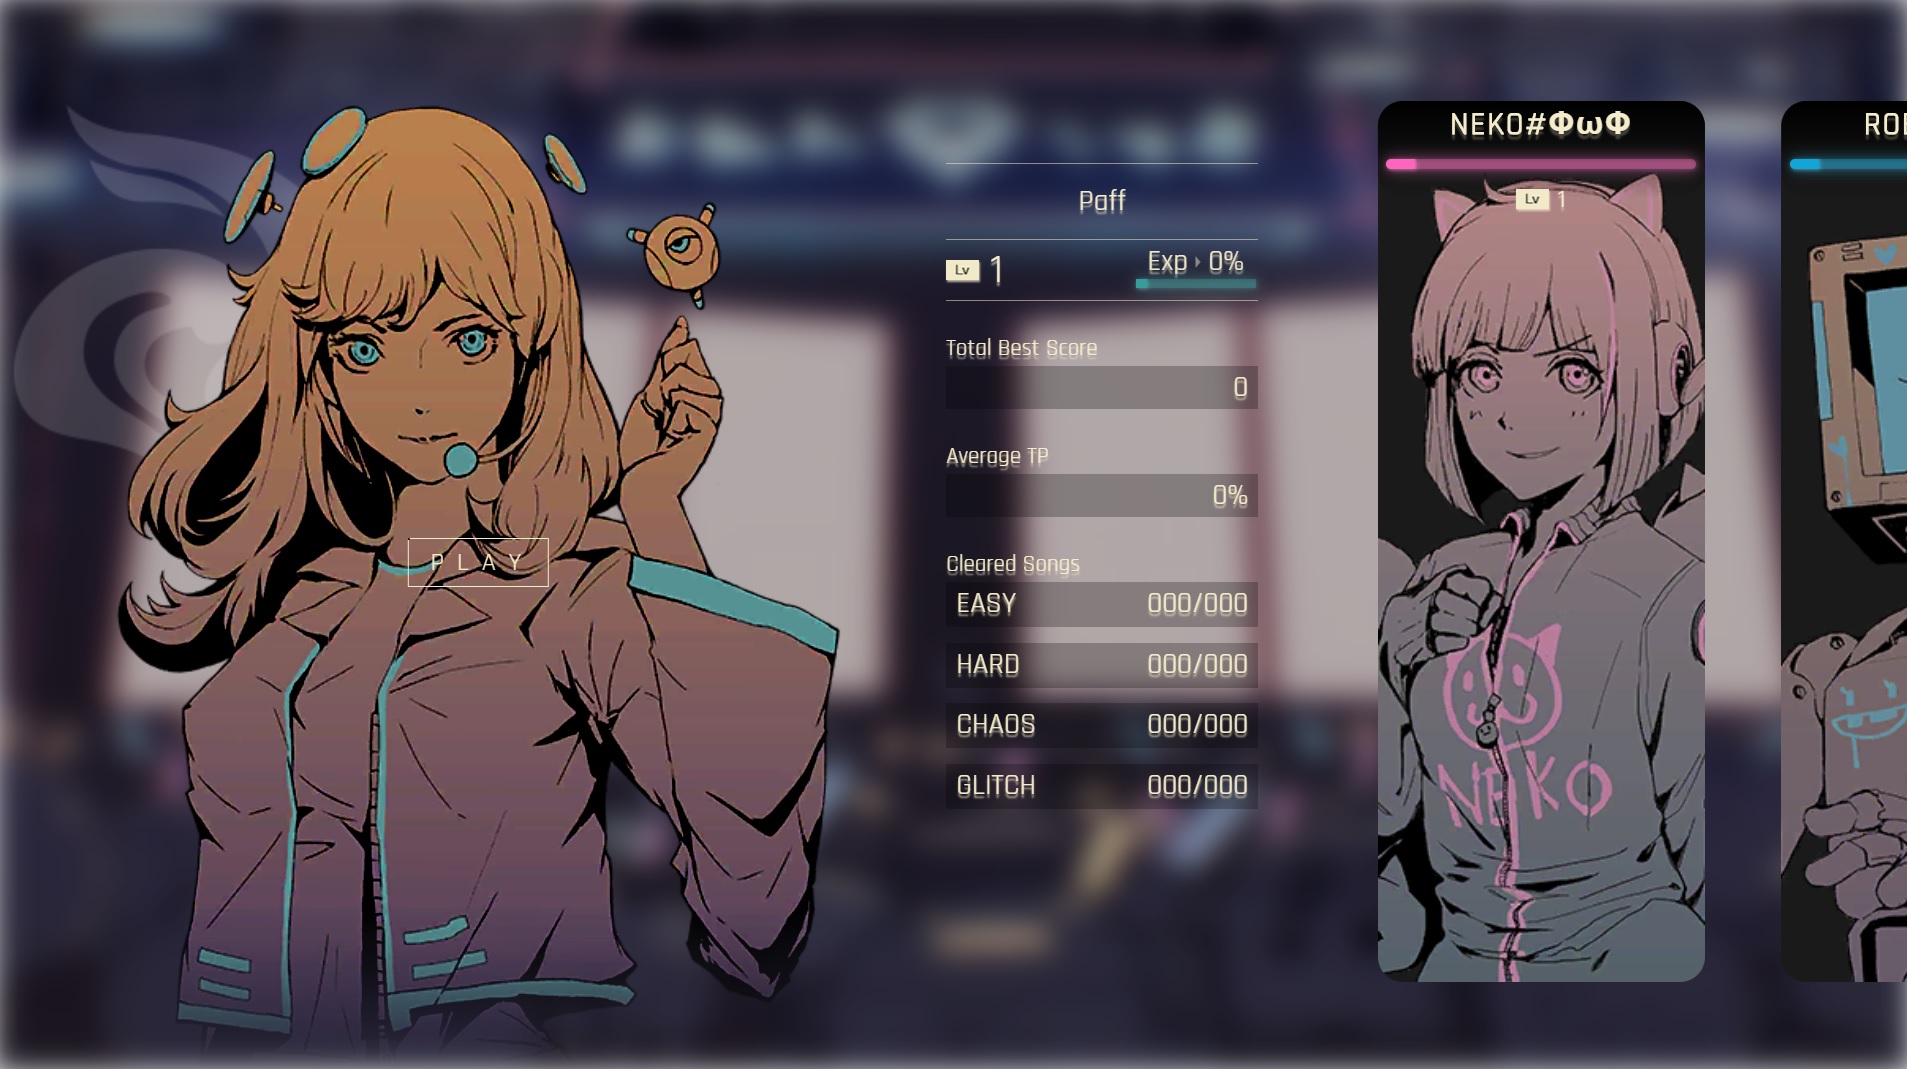 Paff
Lv 1
Exp 0%
Total Best Score
0
Average TP
0%
Cleared Songs
EASY 000/000
HARD 000/000
CHAOS 000/000
GLITCH 000/000
PLAY
NEKO#ΦωΦ
Lv 1
NEKO